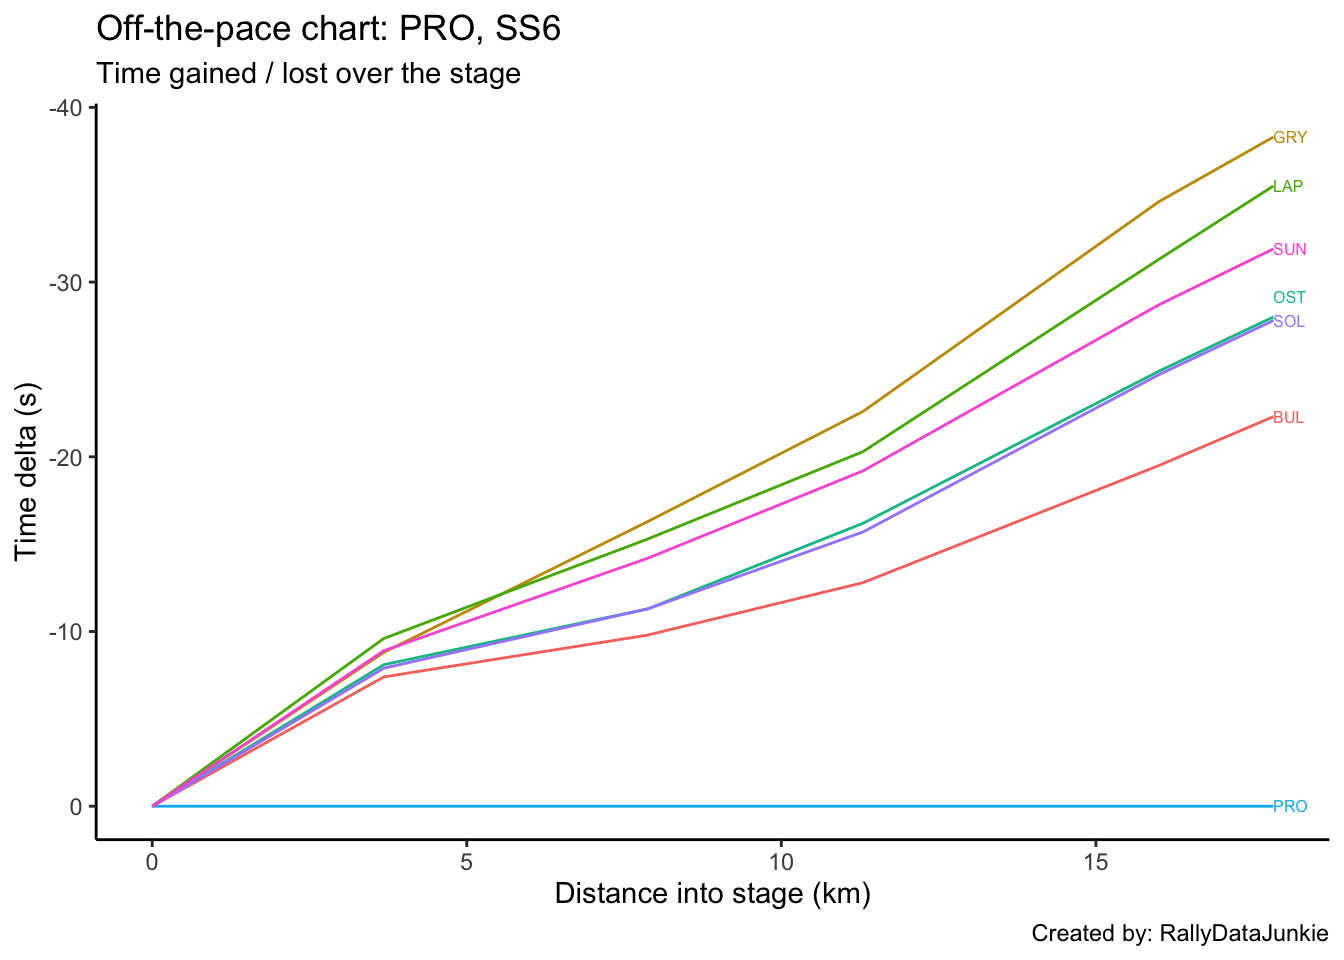 Off-the-pace chart: PRO, SS6
Time gained / lost over the stage
-40
-30
-20
-10
0
Time delta (s)
GRY
LAP
SUN
OST
SOL
BUL
PRO
0 5 10 15
Distance into stage (km)
Created by: RallyDataJunkie